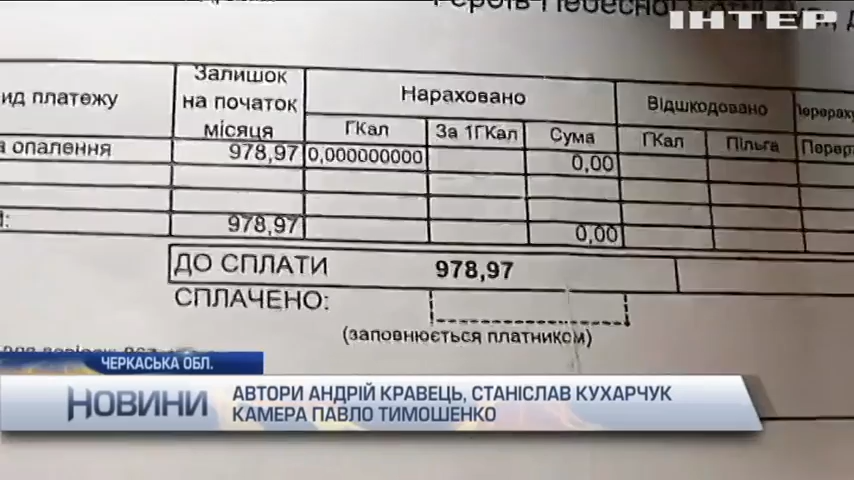 Героїв Небесної
ІНТЕР
ид платежу
Залишок на початок місяця
Нараховано
Відшкодовано
ГКал
За 1ГКал
Сума
ГКал
Пільга
а опалення 978,97 0,000000000 0,00
978,97 0,00
ДО СПЛАТИ 978,97
СПЛАЧЕНО:
(заповнюється платником)
ЧЕРКАСЬКА ОБЛ.
НОВИНИ
АВТОРИ АНДРІЙ КРАВЕЦЬ, СТАНІСЛАВ КУХАРЧУК
КАМЕРА ПАВЛО ТИМОШЕНКО